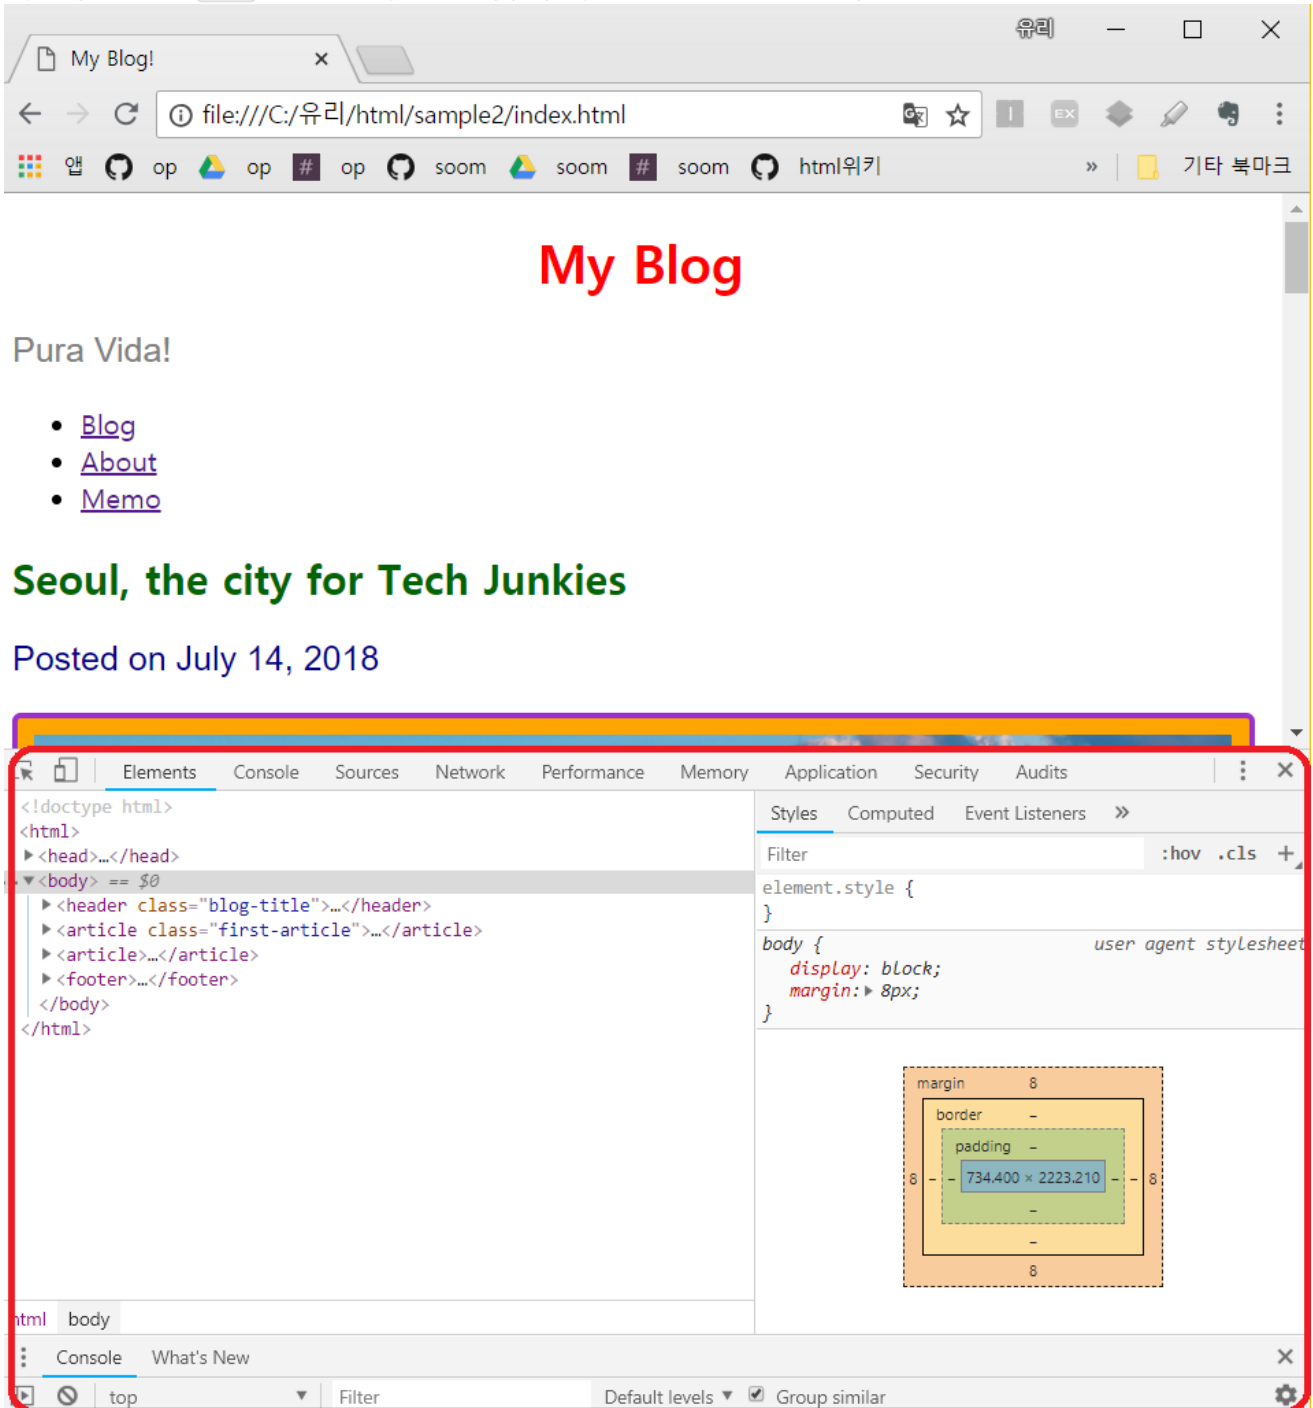 유리
My Blog!
file:///C:/유리/html/sample2/index.html
앱 op op # op soom soom # soom html위키 » 기타 북마크
My Blog
Pura Vida!
Blog
About
Memo
Seoul, the city for Tech Junkies
Posted on July 14, 2018
Elements Console Sources Network Performance Memory Application Security Audits
<!doctype html>
<html>
<head>…</head>
<body> == $0
<header class="blog-title">…</header>
<article class="first-article">…</article>
<article>…</article>
<footer>…</footer>
</body>
</html>
Styles Computed Event Listeners »
Filter :hov .cls +
element.style {
}
body { user agent stylesheet
display: block;
margin: 8px;
}
margin 8
border –
padding –
8 – – 734.400 × 2223.210 – – 8
–
–
8
html body
Console What's New
top Filter Default levels Group similar